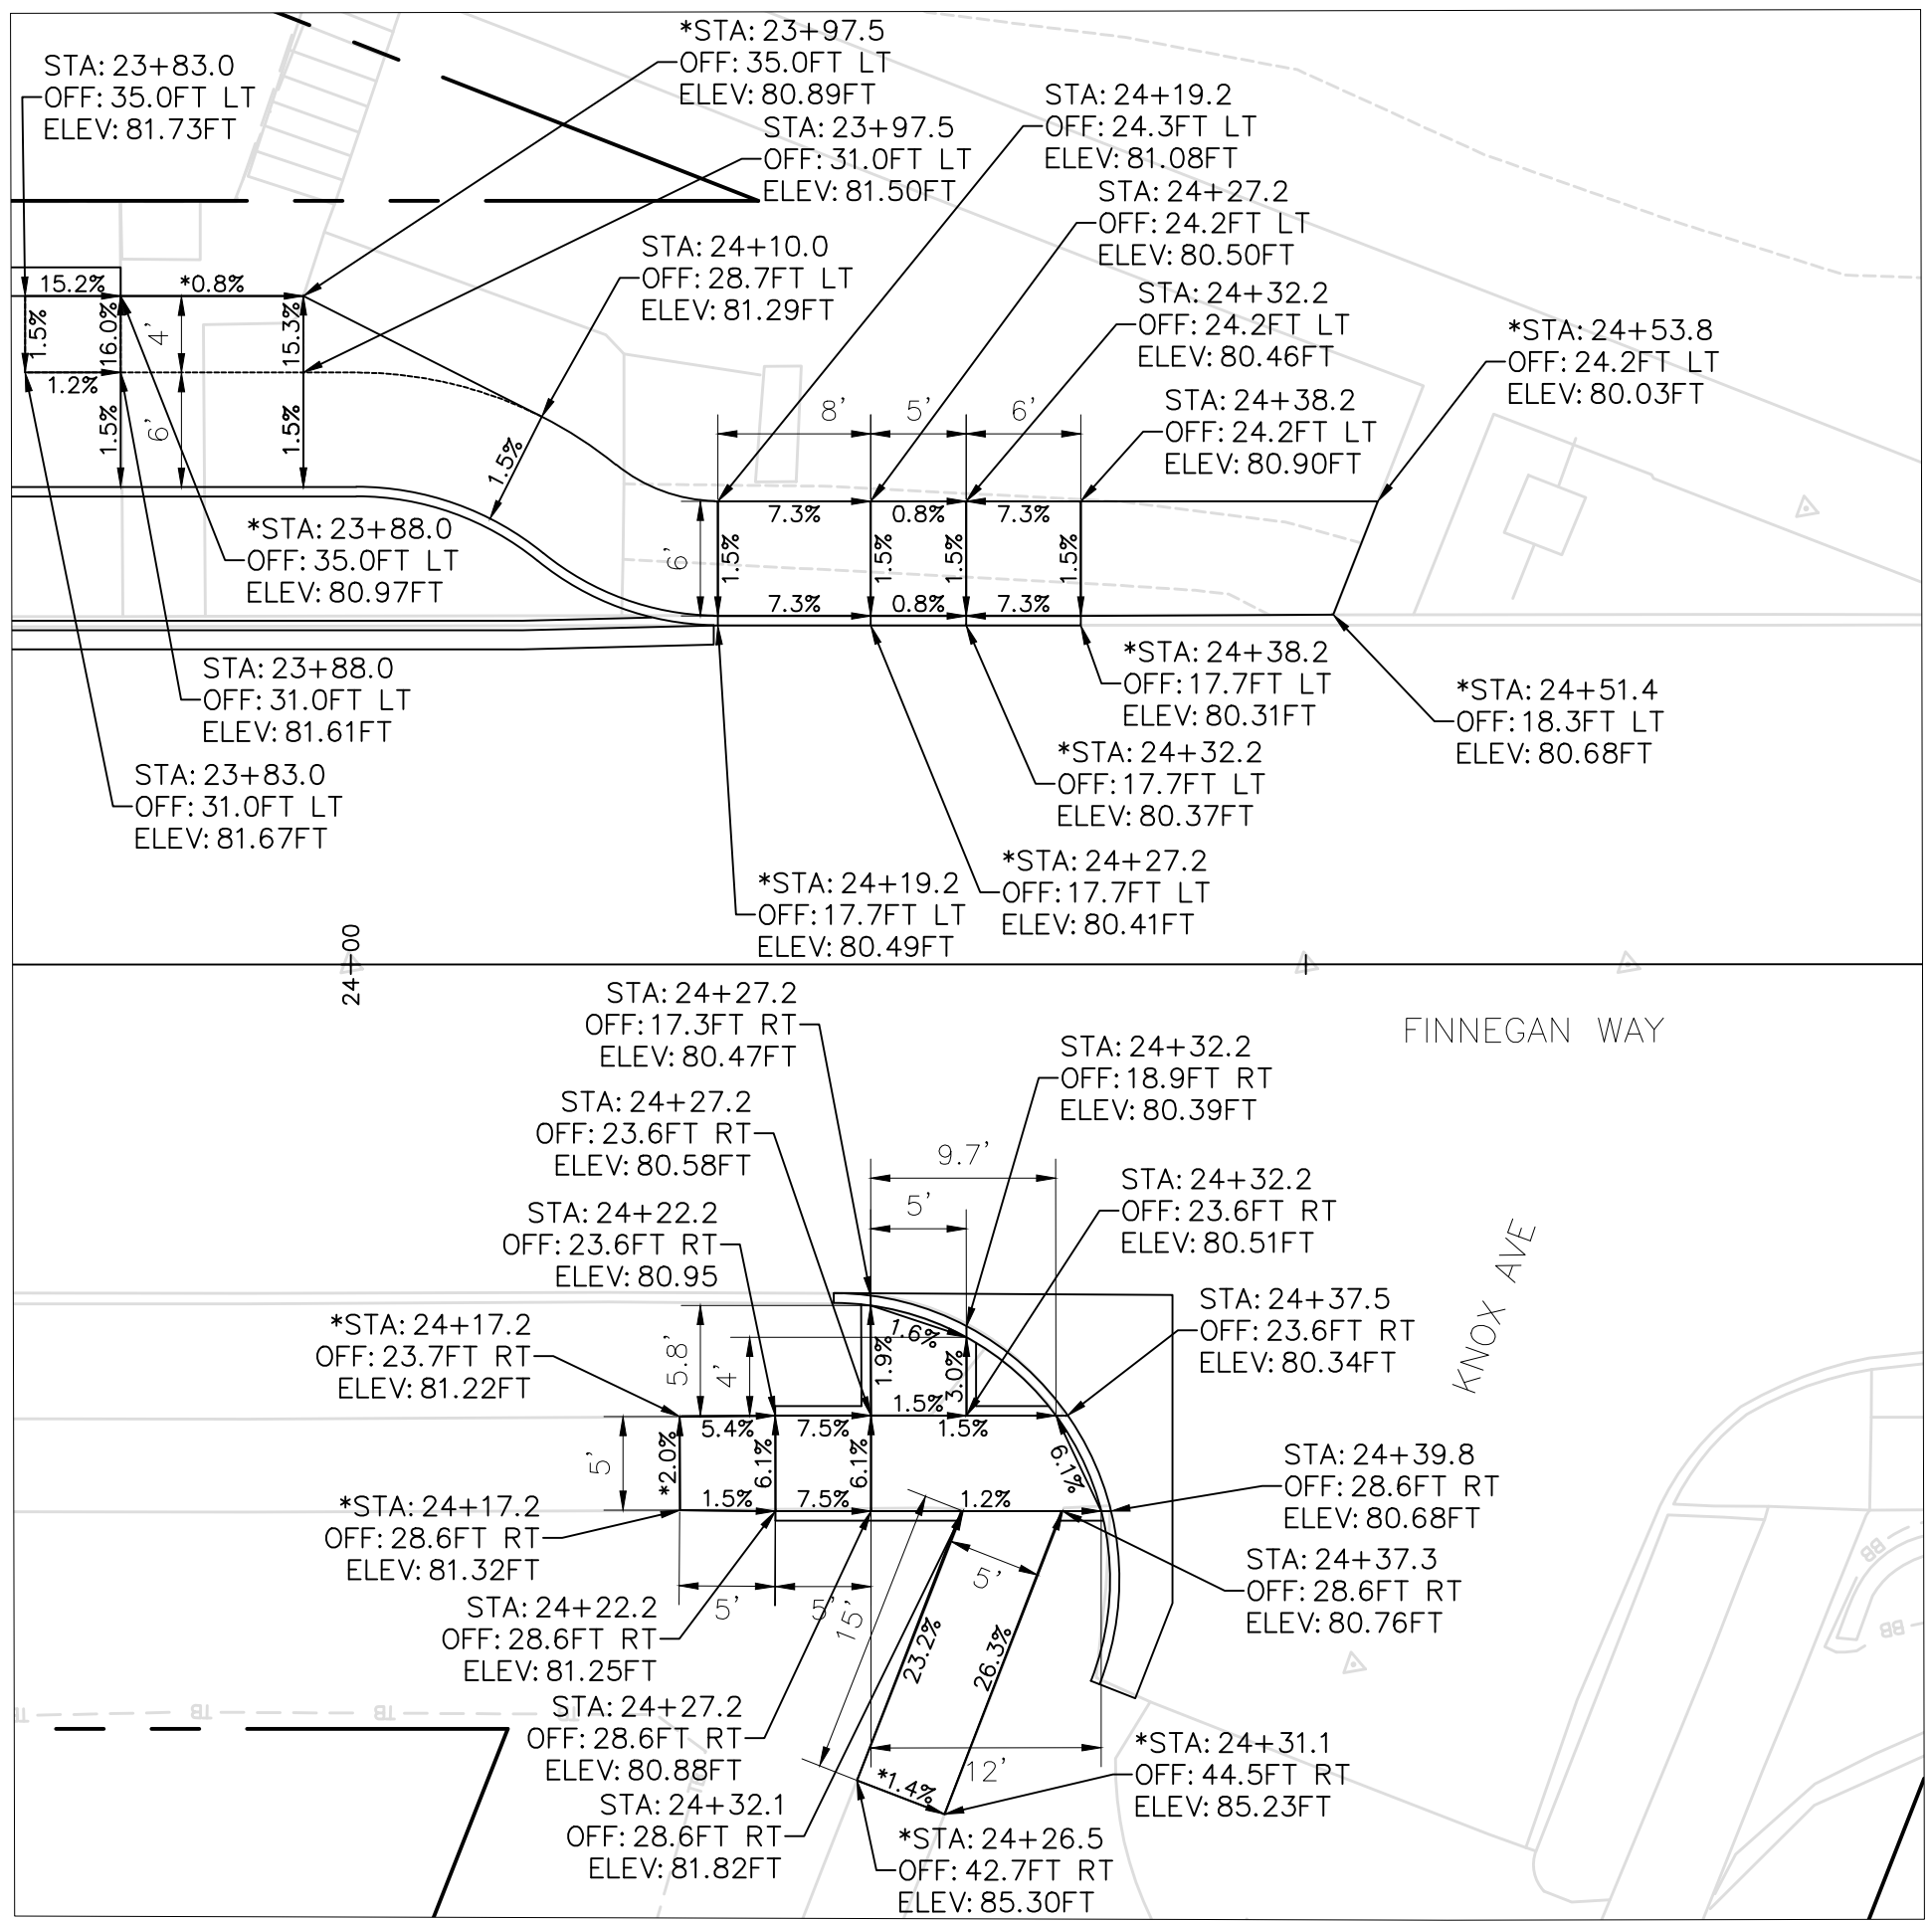 STA: 23+83.0
OFF: 35.0FT LT
ELEV: 81.73FT
*STA: 23+97.5
OFF: 35.0FT LT
ELEV: 80.89FT
STA: 23+97.5
OFF: 31.0FT LT
ELEV: 81.50FT
STA: 24+19.2
OFF: 24.3FT LT
ELEV: 81.08FT
STA: 24+27.2
OFF: 24.2FT LT
ELEV: 80.50FT
STA: 24+10.0
OFF: 28.7FT LT
ELEV: 81.29FT
STA: 24+32.2
OFF: 24.2FT LT
ELEV: 80.46FT
*STA: 24+53.8
OFF: 24.2FT LT
ELEV: 80.03FT
STA: 24+38.2
OFF: 24.2FT LT
ELEV: 80.90FT
15.2%
*0.8%
1.5%
16.0%
4'
15.3%
1.2%
1.5%
6'
1.5%
1.5%
8'
5'
6'
7.3%
0.8%
7.3%
6'
1.5%
1.5%
1.5%
1.5%
7.3%
0.8%
7.3%
*STA: 23+88.0
OFF: 35.0FT LT
ELEV: 80.97FT
STA: 23+88.0
OFF: 31.0FT LT
ELEV: 81.61FT
STA: 23+83.0
OFF: 31.0FT LT
ELEV: 81.67FT
*STA: 24+38.2
OFF: 17.7FT LT
ELEV: 80.31FT
*STA: 24+51.4
OFF: 18.3FT LT
ELEV: 80.68FT
*STA: 24+32.2
OFF: 17.7FT LT
ELEV: 80.37FT
*STA: 24+27.2
OFF: 17.7FT LT
ELEV: 80.41FT
*STA: 24+19.2
OFF: 17.7FT LT
ELEV: 80.49FT
24+00
FINNEGAN WAY
KNOX AVE
STA: 24+27.2
OFF: 17.3FT RT
ELEV: 80.47FT
STA: 24+32.2
OFF: 18.9FT RT
ELEV: 80.39FT
STA: 24+27.2
OFF: 23.6FT RT
ELEV: 80.58FT
STA: 24+32.2
OFF: 23.6FT RT
ELEV: 80.51FT
STA: 24+22.2
OFF: 23.6FT RT
ELEV: 80.95
STA: 24+37.5
OFF: 23.6FT RT
ELEV: 80.34FT
*STA: 24+17.2
OFF: 23.7FT RT
ELEV: 81.22FT
9.7'
5'
5.8'
4'
1.6%
1.9%
3.0%
1.5%
5.4%
7.5%
1.5%
5'
*2.0%
6.1%
6.1%
6.1%
1.5%
7.5%
1.2%
STA: 24+39.8
OFF: 28.6FT RT
ELEV: 80.68FT
*STA: 24+17.2
OFF: 28.6FT RT
ELEV: 81.32FT
STA: 24+37.3
OFF: 28.6FT RT
ELEV: 80.76FT
5'
5'
5'
15'
23.2%
26.3%
STA: 24+22.2
OFF: 28.6FT RT
ELEV: 81.25FT
STA: 24+27.2
OFF: 28.6FT RT
ELEV: 80.88FT
*STA: 24+31.1
OFF: 44.5FT RT
ELEV: 85.23FT
12'
*1.4%
STA: 24+32.1
OFF: 28.6FT RT
ELEV: 81.82FT
*STA: 24+26.5
OFF: 42.7FT RT
ELEV: 85.30FT
TB
TB
TB
BB
BB